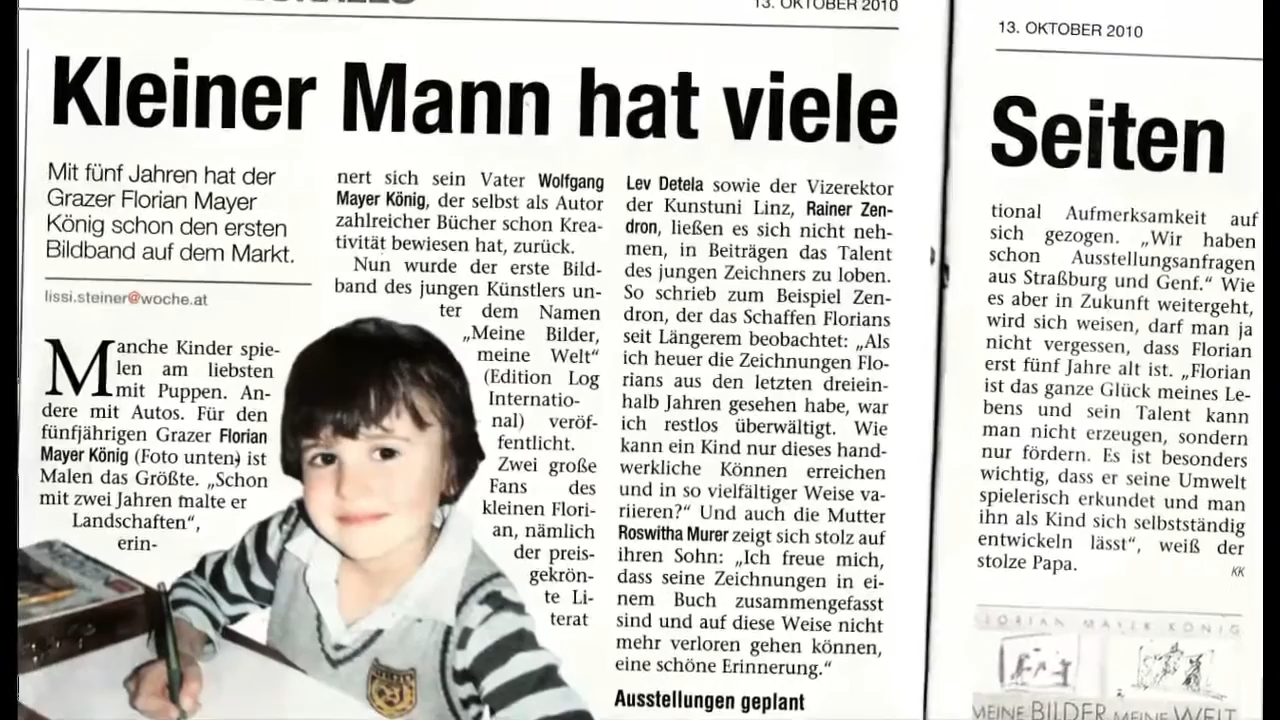 13. OKTOBER 2010
Kleiner Mann hat viele
Mit fünf Jahren hat der
Grazer Florian Mayer
König schon den ersten
Bildband auf dem Markt.
lissi.steiner@woche.at
Manche Kinder spie-
len am liebsten
mit Puppen. An-
dere mit Autos. Für den
fünfjährigen Grazer Florian
Mayer König (Foto unten) ist
Malen das Größte. „Schon
mit zwei Jahren malte er
Landschaften“,
erin-
nert sich sein Vater Wolfgang
Mayer König, der selbst als Autor
zahlreicher Bücher schon Krea-
tivität bewiesen hat, zurück.
Nun wurde der erste Bild-
band des jungen Künstlers un-
ter dem Namen
„Meine Bilder,
meine Welt“
(Edition Log
Internatio-
nal) veröf-
fentlicht.
Zwei große
Fans des
kleinen Flori-
an, nämlich
der preis-
gekrön-
te Li-
terat
Lev Detela sowie der Vizerektor
der Kunstuni Linz, Rainer Zen-
dron, ließen es sich nicht neh-
men, in Beiträgen das Talent
des jungen Zeichners zu loben.
So schrieb zum Beispiel Zen-
dron, der das Schaffen Florians
seit Längerem beobachtet: „Als
ich heuer die Zeichnungen Flo-
rians aus den letzten dreiein-
halb Jahren gesehen habe, war
ich restlos überwältigt. Wie
kann ein Kind nur dieses hand-
werkliche Können erreichen
und in so vielfältiger Weise va-
riieren?“ Und auch die Mutter
Roswitha Murer zeigt sich stolz auf
ihren Sohn: „Ich freue mich,
dass seine Zeichnungen in ei-
nem Buch zusammengefasst
sind und auf diese Weise nicht
mehr verloren gehen können,
eine schöne Erinnerung.“
Ausstellungen geplant
13. OKTOBER 2010
Seiten
tional Aufmerksamkeit auf
sich gezogen. „Wir haben
schon Ausstellungsanfragen
aus Straßburg und Genf.“ Wie
es aber in Zukunft weitergeht,
wird sich weisen, darf man ja
nicht vergessen, dass Florian
erst fünf Jahre alt ist. „Florian
ist das ganze Glück meines Le-
bens und sein Talent kann
man nicht erzeugen, sondern
nur fördern. Es ist besonders
wichtig, dass er seine Umwelt
spielerisch erkundet und man
ihn als Kind sich selbstständig
entwickeln lässt“, weiß der
stolze Papa.
KK
FLORIAN MAYER KÖNIG
MEINE BILDER MEINE WELT